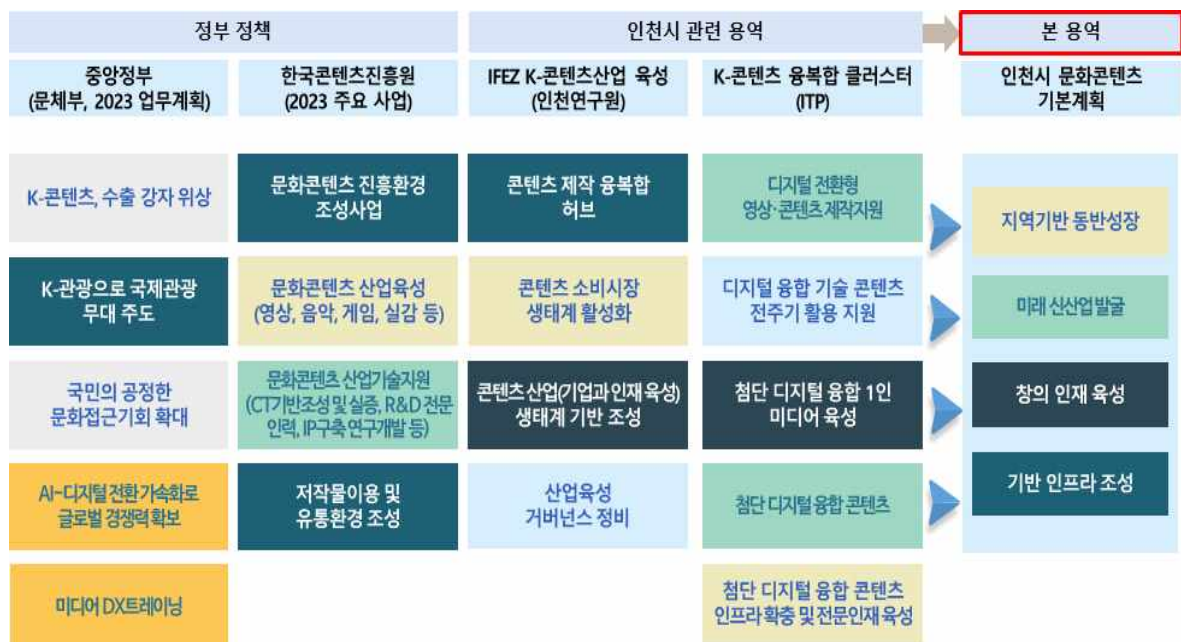 정부 정책
인천시 관련 용역
본 용역
중앙정부
(문체부, 2023 업무계획)
한국콘텐츠진흥원
(2023 주요 사업)
IFEZ K-콘텐츠산업 육성
(인천연구원)
K-콘텐츠 융복합 클러스터
(ITP)
인천시 문화콘텐츠
기본계획
K-콘텐츠, 수출 강자 위상
문화콘텐츠 진흥환경
조성사업
콘텐츠 제작 융복합
허브
디지털 전환형
영상·콘텐츠 제작지원
지역기반 동반성장
K-관광으로 국제관광
무대 주도
문화콘텐츠 산업육성
(영상, 음악, 게임, 실감 등)
콘텐츠 소비시장
생태계 활성화
디지털 융합 기술 콘텐츠
전주기 활용 지원
미래 신산업 발굴
국민의 공정한
문화접근기회 확대
문화콘텐츠 산업기술지원
(CT기반조성 및 실증, R&D 전문
인력, IP구축 연구개발 등)
콘텐츠 산업(기업과 인재 육성)
생태계 기반 조성
첨단 디지털 융합 1인
미디어 육성
창의 인재 육성
AI-디지털 전환 가속화로
글로벌 경쟁력 확보
저작물이용 및
유통환경 조성
산업육성
거버넌스 정비
첨단 디지털 융합 콘텐츠
기반 인프라 조성
미디어 DX트레이닝
첨단 디지털 융합 콘텐츠
인프라 확충 및 전문인재 육성